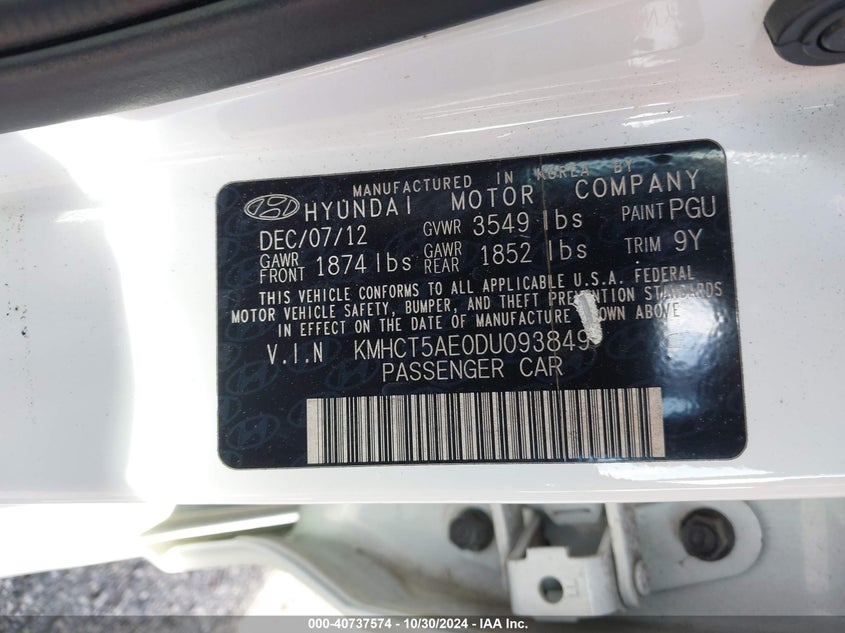 MANUFACTURED IN KOREA BY
HYUNDAI MOTOR COMPANY
DEC/07/12 GVWR 3549 lbs PAINT PGU
GAWR FRONT 1874 lbs GAWR REAR 1852 lbs TRIM 9Y
THIS VEHICLE CONFORMS TO ALL APPLICABLE U.S.A. FEDERAL
MOTOR VEHICLE SAFETY, BUMPER, AND THEFT PREVENTION STANDARDS
IN EFFECT ON THE DATE OF MANUFACTURE SHOWN ABOVE
V.I.N KMHCT5AE0DU093849
PASSENGER CAR
000-40737574 - 10/30/2024 - IAA Inc.